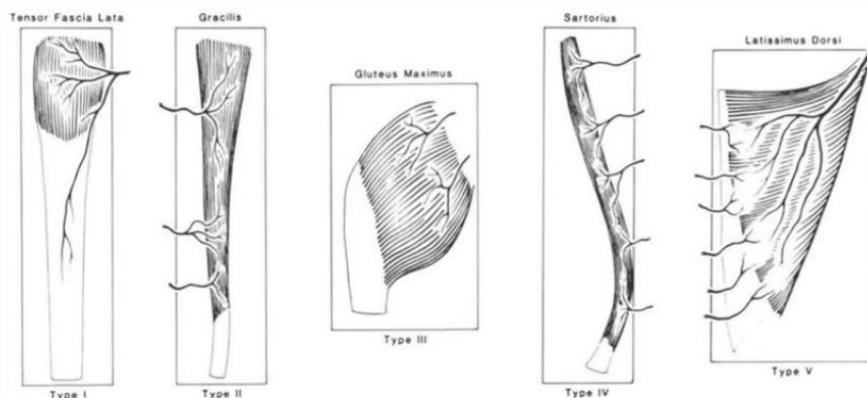 Tensor Fascia Lata
Type I
Gracilis
Type II
Gluteus Maximus
Type III
Sartorius
Type IV
Latissimus Dorsi
Type V